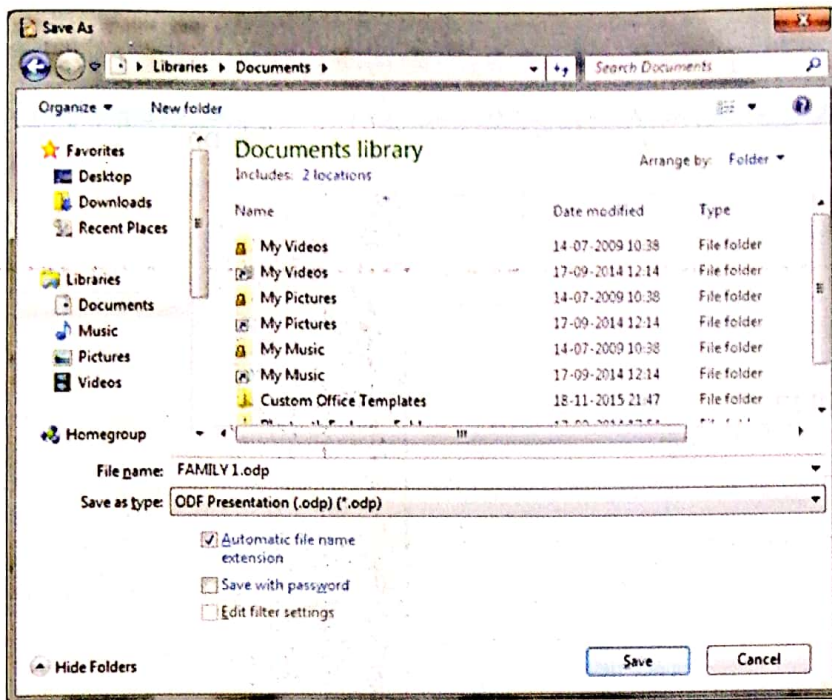 Save As
Libraries ▸ Documents ▸
Search Documents
Organize
New folder
Favorites
Desktop
Downloads
Recent Places
Libraries
Documents
Music
Pictures
Videos
Homegroup
Documents library
Includes: 2 locations
Arrange by: Folder
Name Date modified Type
My Videos 14-07-2009 10:38 File folder
My Videos 17-09-2014 12:14 File folder
My Pictures 14-07-2009 10:38 File folder
My Pictures 17-09-2014 12:14 File folder
My Music 14-07-2009 10:38 File folder
My Music 17-09-2014 12:14 File folder
Custom Office Templates 18-11-2015 21:47 File folder
File name: FAMILY 1.odp
Save as type: ODF Presentation (.odp) (*.odp)
Automatic file name
extension
Save with password
Edit filter settings
Hide Folders
Save
Cancel